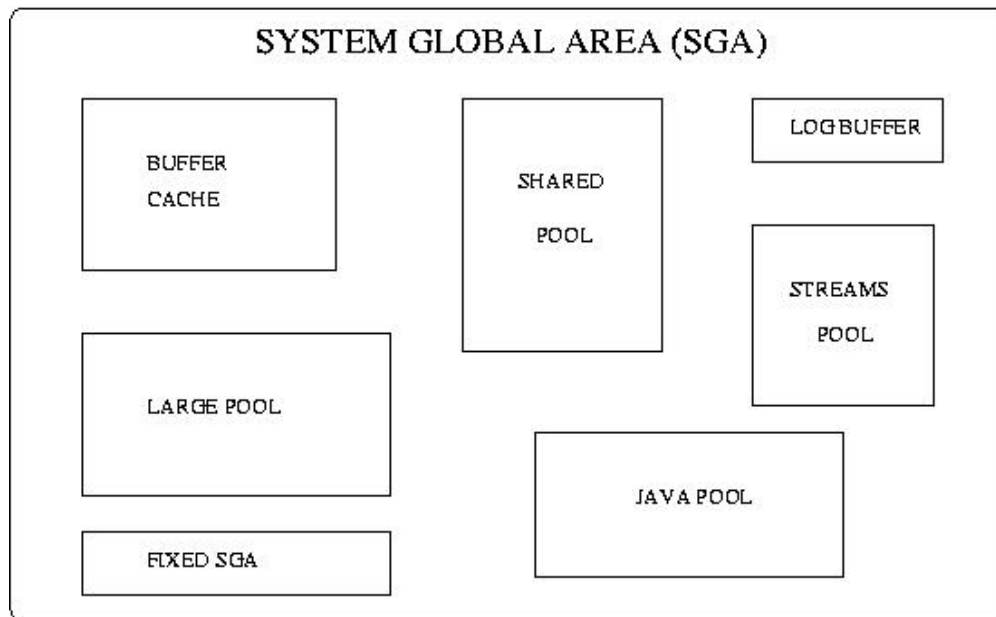 SYSTEM GLOBAL AREA (SGA)
BUFFER
CACHE
SHARED
POOL
LOG BUFFER
STREAMS
POOL
LARGE POOL
JAVA POOL
FIXED SGA